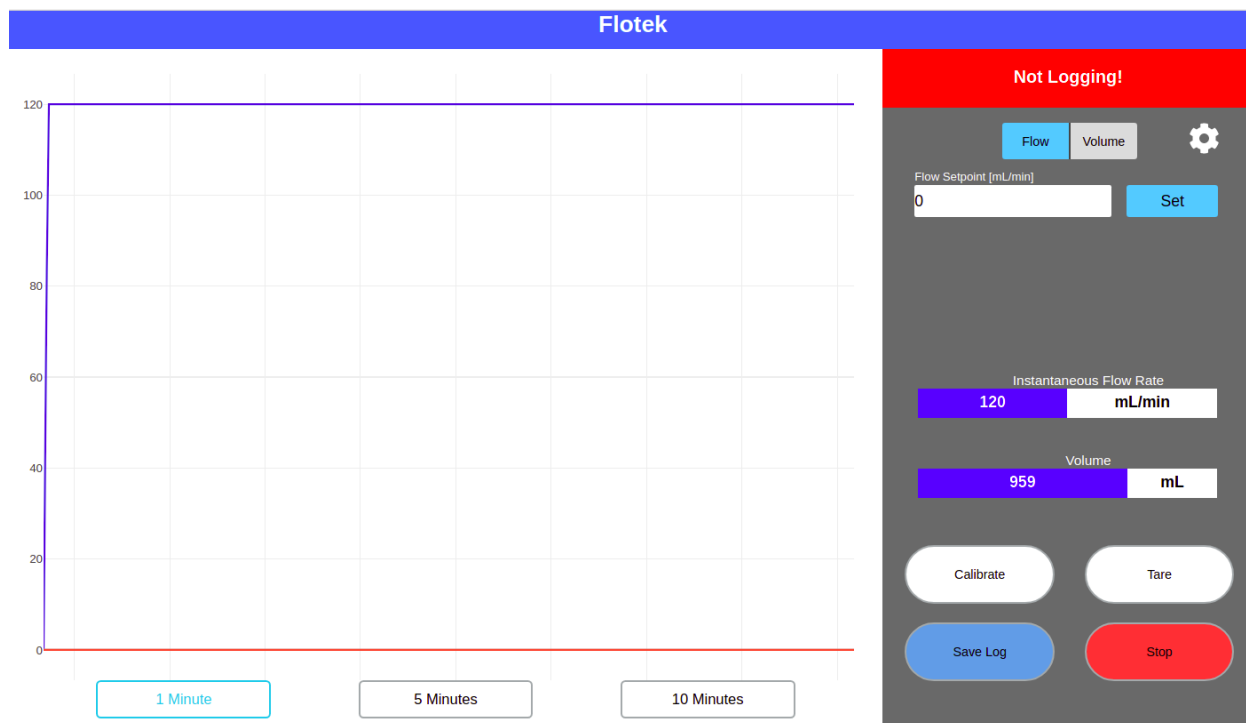 Flotek
Not Logging!
Flow Volume
Flow Setpoint [mL/min]
0 Set
120
100
80
60
40
20
0
Instantaneous Flow Rate
120 mL/min
Volume
959 mL
Calibrate Tare
Save Log Stop
1 Minute 5 Minutes 10 Minutes